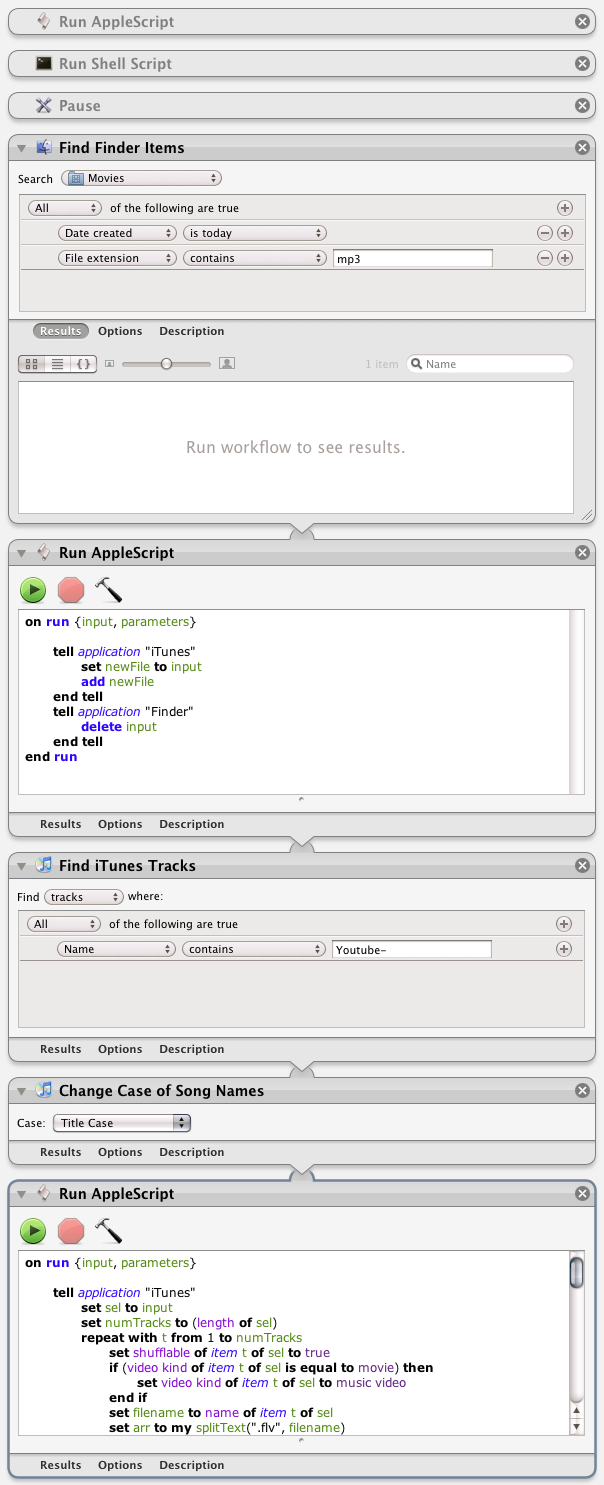 Run AppleScript
Run Shell Script
Pause
Find Finder Items
Search Movies
All of the following are true
Date created is today
File extension contains mp3
Results Options Description
1 item Name
Run workflow to see results.
Run AppleScript
on run {input, parameters}
tell application "iTunes"
set newFile to input
add newFile
end tell
tell application "Finder"
delete input
end tell
end run
Results Options Description
Find iTunes Tracks
Find tracks where:
All of the following are true
Name contains Youtube-
Results Options Description
Change Case of Song Names
Case: Title Case
Results Options Description
Run AppleScript
on run {input, parameters}
tell application "iTunes"
set sel to input
set numTracks to (length of sel)
repeat with t from 1 to numTracks
set shufflable of item t of sel to true
if (video kind of item t of sel is equal to movie) then
set video kind of item t of sel to music video
end if
set filename to name of item t of sel
set arr to my splitText(".flv", filename)
Results Options Description